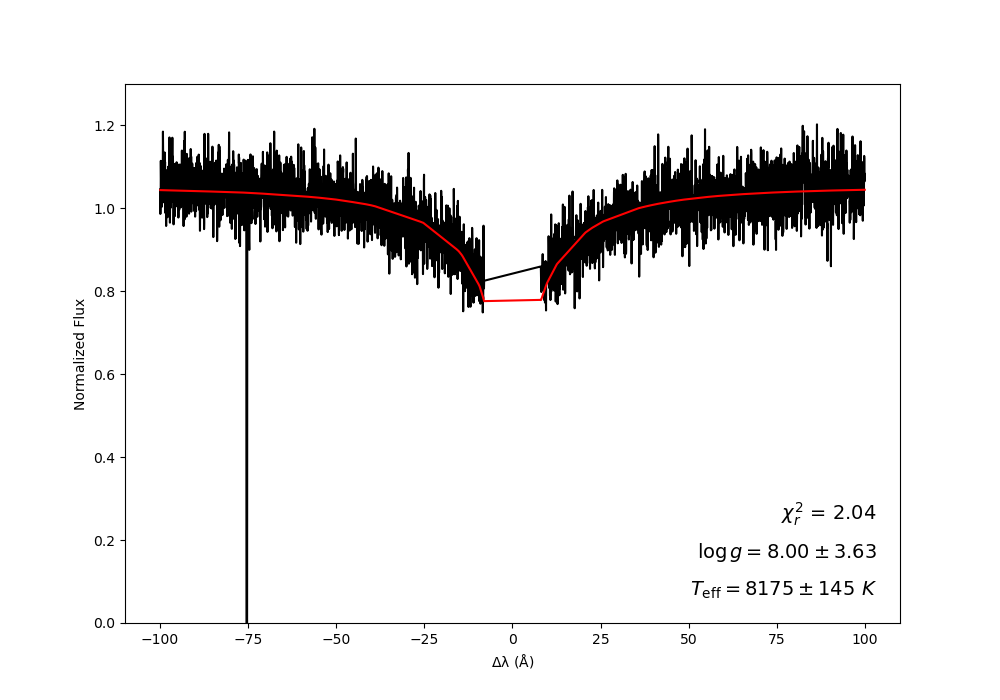 1.2
1.0
0.8
0.6
0.4
0.2
0.0
Normalized Flux
χ²ᵣ = 2.04
log g = 8.00 ± 3.63
T_eff = 8175 ± 145 K
−100 −75 −50 −25 0 25 50 75 100
Δλ (Å)